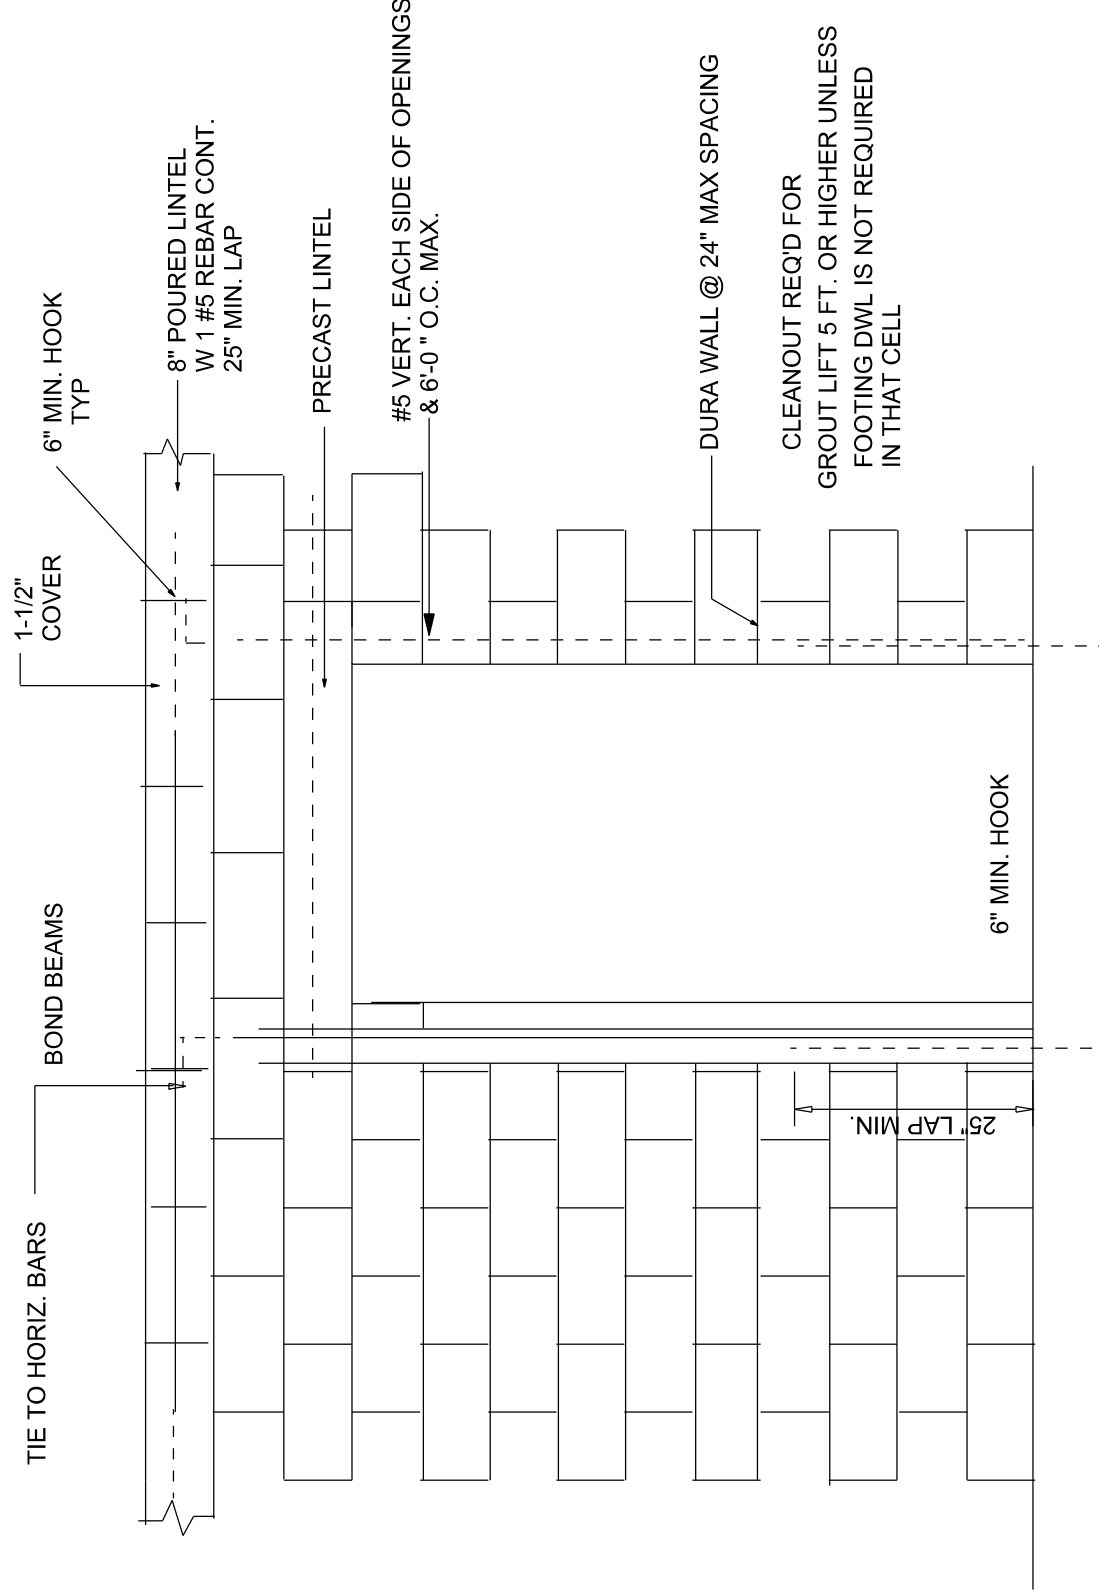 TIE TO HORIZ. BARS
BOND BEAMS
1-1/2"
COVER
6" MIN. HOOK
TYP
8" POURED LINTEL
W 1 #5 REBAR CONT.
25" MIN. LAP
PRECAST LINTEL
#5 VERT. EACH SIDE OF OPENINGS
& 6'-0 " O.C. MAX.
DURA WALL @ 24" MAX SPACING
CLEANOUT REQ'D FOR
GROUT LIFT 5 FT. OR HIGHER UNLESS
FOOTING DWL IS NOT REQUIRED
IN THAT CELL
6" MIN. HOOK
25" LAP MIN.